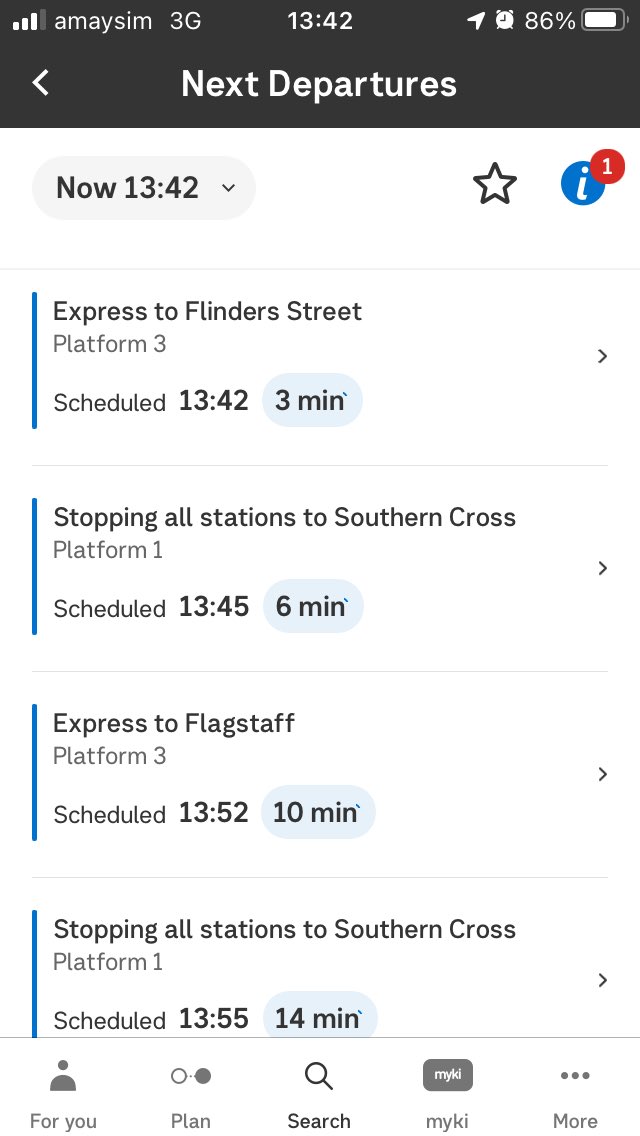 amaysim 3G 13:42 86%
Next Departures
Now 13:42
i 1
Express to Flinders Street
Platform 3
Scheduled 13:42 3 min
Stopping all stations to Southern Cross
Platform 1
Scheduled 13:45 6 min
Express to Flagstaff
Platform 3
Scheduled 13:52 10 min
Stopping all stations to Southern Cross
Platform 1
Scheduled 13:55 14 min
myki
For you Plan Search myki More